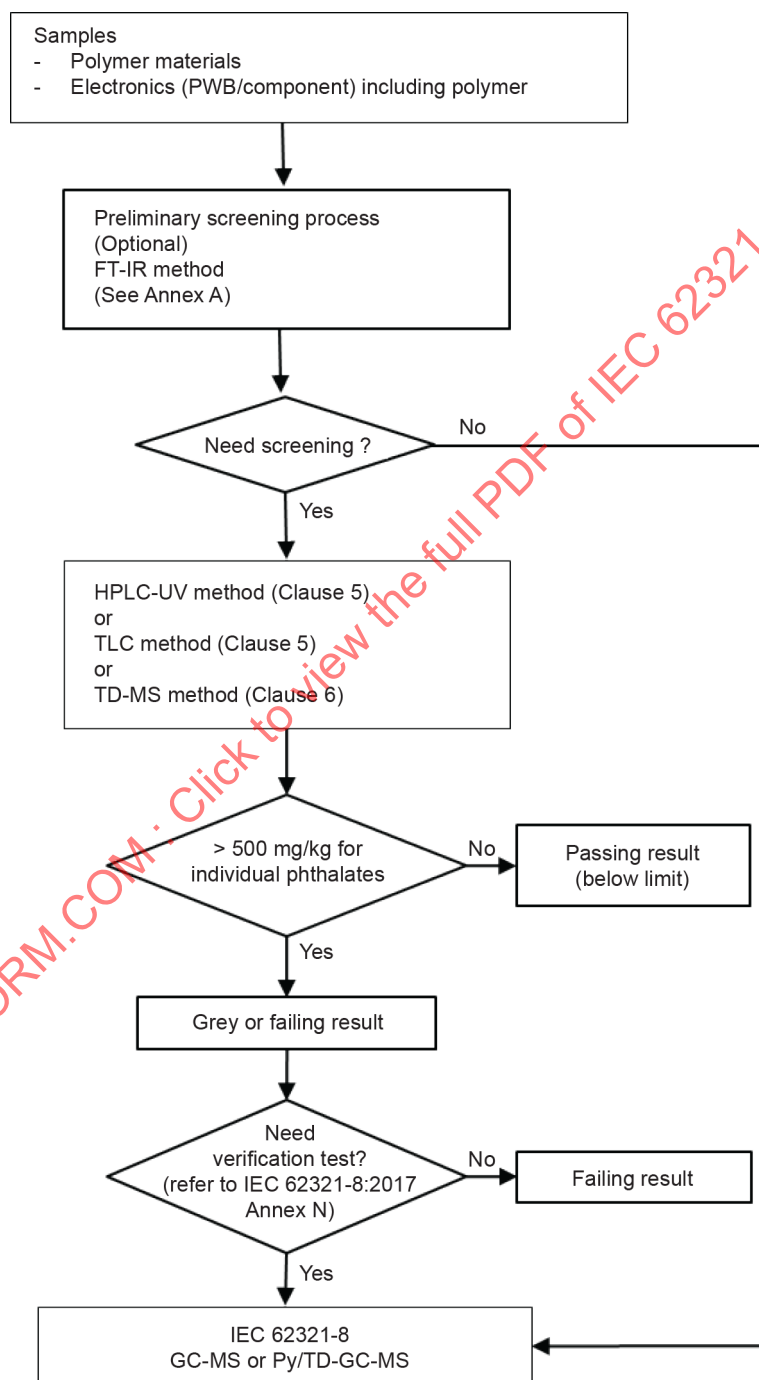 Samples
- Polymer materials
- Electronics (PWB/component) including polymer
Preliminary screening process
(Optional)
FT-IR method
(See Annex A)
Need screening ?
No
Yes
HPLC-UV method (Clause 5)
or
TLC method (Clause 5)
or
TD-MS method (Clause 6)
> 500 mg/kg for
individual phthalates
No
Passing result
(below limit)
Yes
Grey or failing result
Need
verification test?
(refer to IEC 62321-8:2017
Annex N)
No
Failing result
Yes
IEC 62321-8
GC-MS or Py/TD-GC-MS
ORM.COM : Click to view the full PDF of IEC 62321